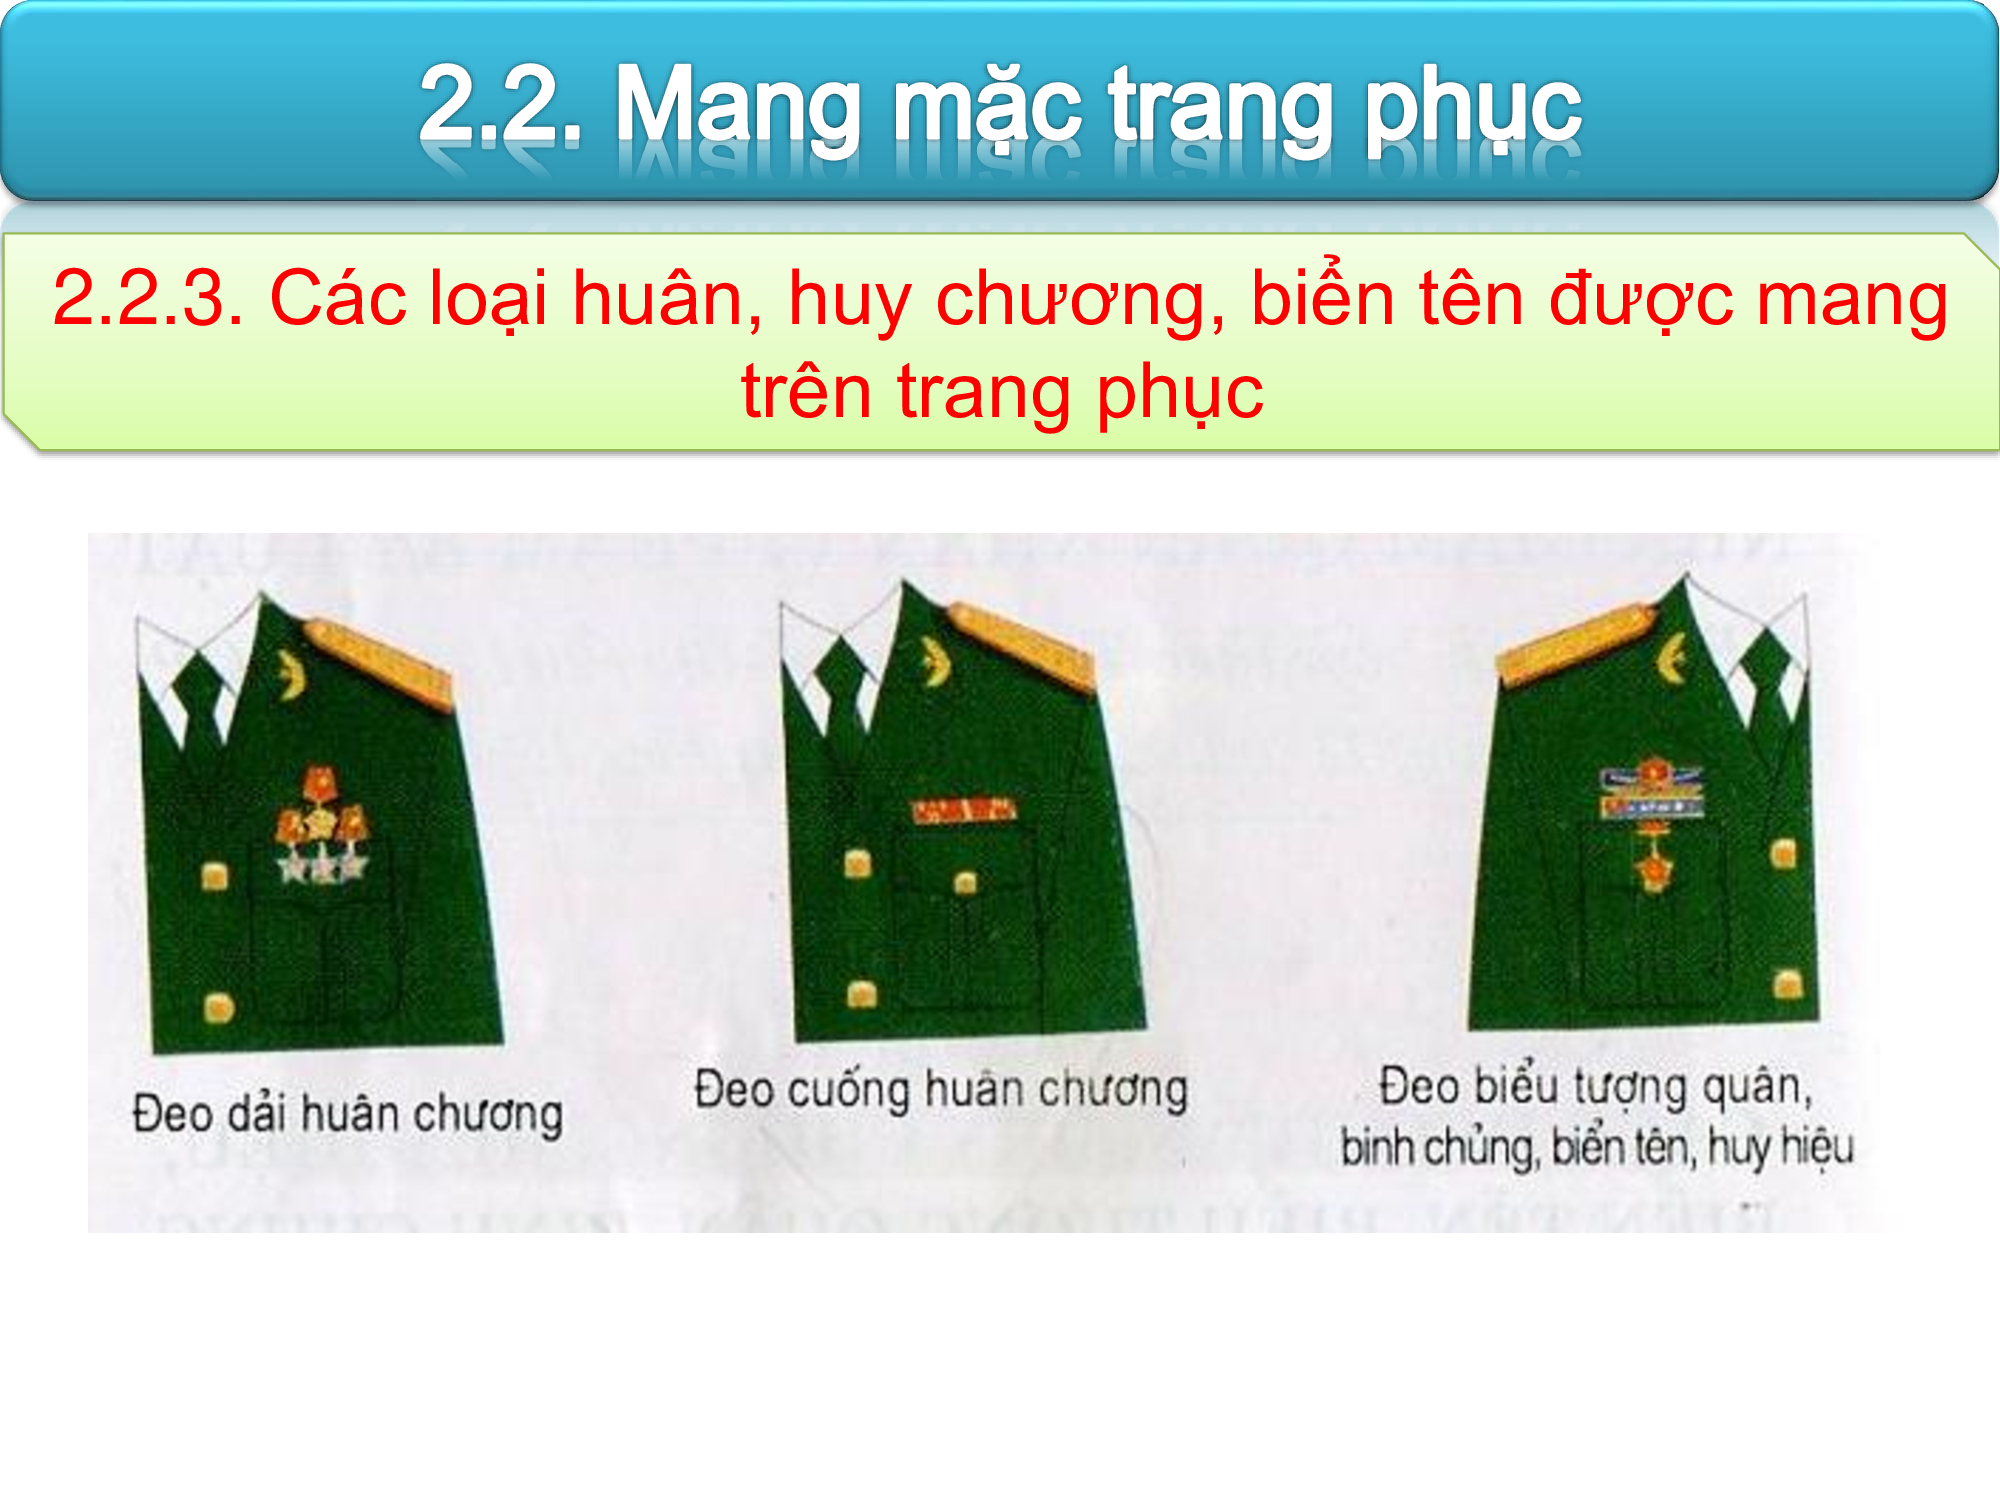 2.2. Mang mặc trang phục
2.2.3. Các loại huân, huy chương, biển tên được mang
trên trang phục
Đeo dải huân chương
Đeo cuống huân chương
Đeo biểu tượng quân,
binh chủng, biển tên, huy hiệu